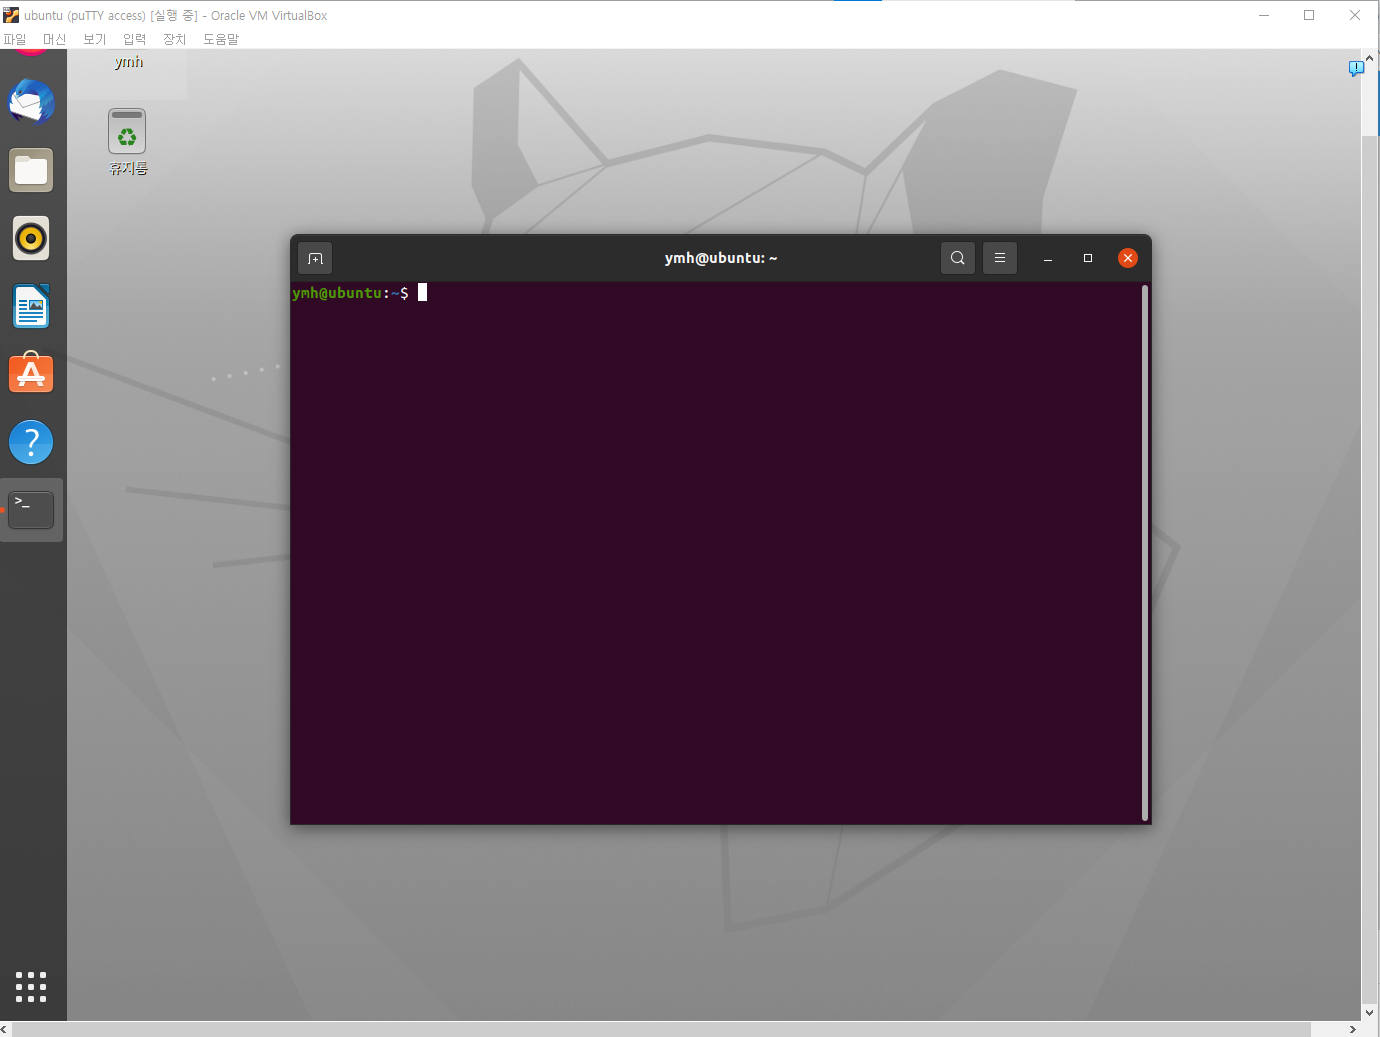 ubuntu (puTTY access) [실행 중] - Oracle VM VirtualBox
파일 머신 보기 입력 장치 도움말
ymh
휴지통
ymh@ubuntu: ~
ymh@ubuntu:~$
>_